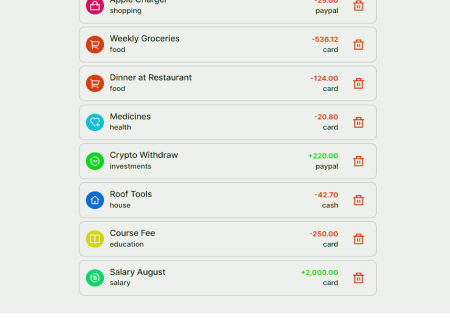 Apple Charger -29.00
shopping paypal
Weekly Groceries -536.12
food card
Dinner at Restaurant -124.00
food card
Medicines -20.80
health card
Crypto Withdraw +220.00
investments paypal
Roof Tools -42.70
house cash
Course Fee -250.00
education card
Salary August +2,000.00
salary card